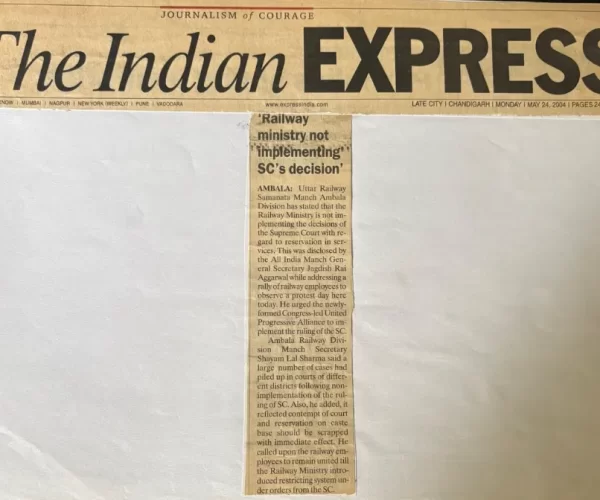 JOURNALISM of COURAGE
The Indian EXPRESS
MUMBAI | NAGPUR | NEW YORK (WEEKLY) | PUNE | VADODARA
www.expressindia.com
LATE CITY | CHANDIGARH | MONDAY | MAY 24, 2004 | PAGES 24
'Railway
ministry not
implementing
SC's decision'
AMBALA: Uttar Railway
Samanata Manch Ambala
Division has stated that the
Railway Ministry is not im-
plementing the decisions of
the Supreme Court with re-
gard to reservation in ser-
vices. This was disclosed by
the All India Manch Gen-
eral Secretary Jogdish Rai
Aggarwal while addressing a
rally of railway employees to
observe a protest day here
today. He urged the newly-
formed Congress-led United
Progressive Alliance to im-
plement the ruling of the SC.
Ambala Railway Divi-
sion Manch Secretary
Shayam Lal Sharma said a
large number of cases had
piled up in courts of differ-
ent districts following non-
implementation of the rul-
ing of SC. Also, he added, it
reflected contempt of court
and reservation on caste
base should be scrapped
with immediate effect. He
called upon the railway em-
ployees to remain united till
the Railway Ministry intro-
duced restricting system un-
der orders from the SC.